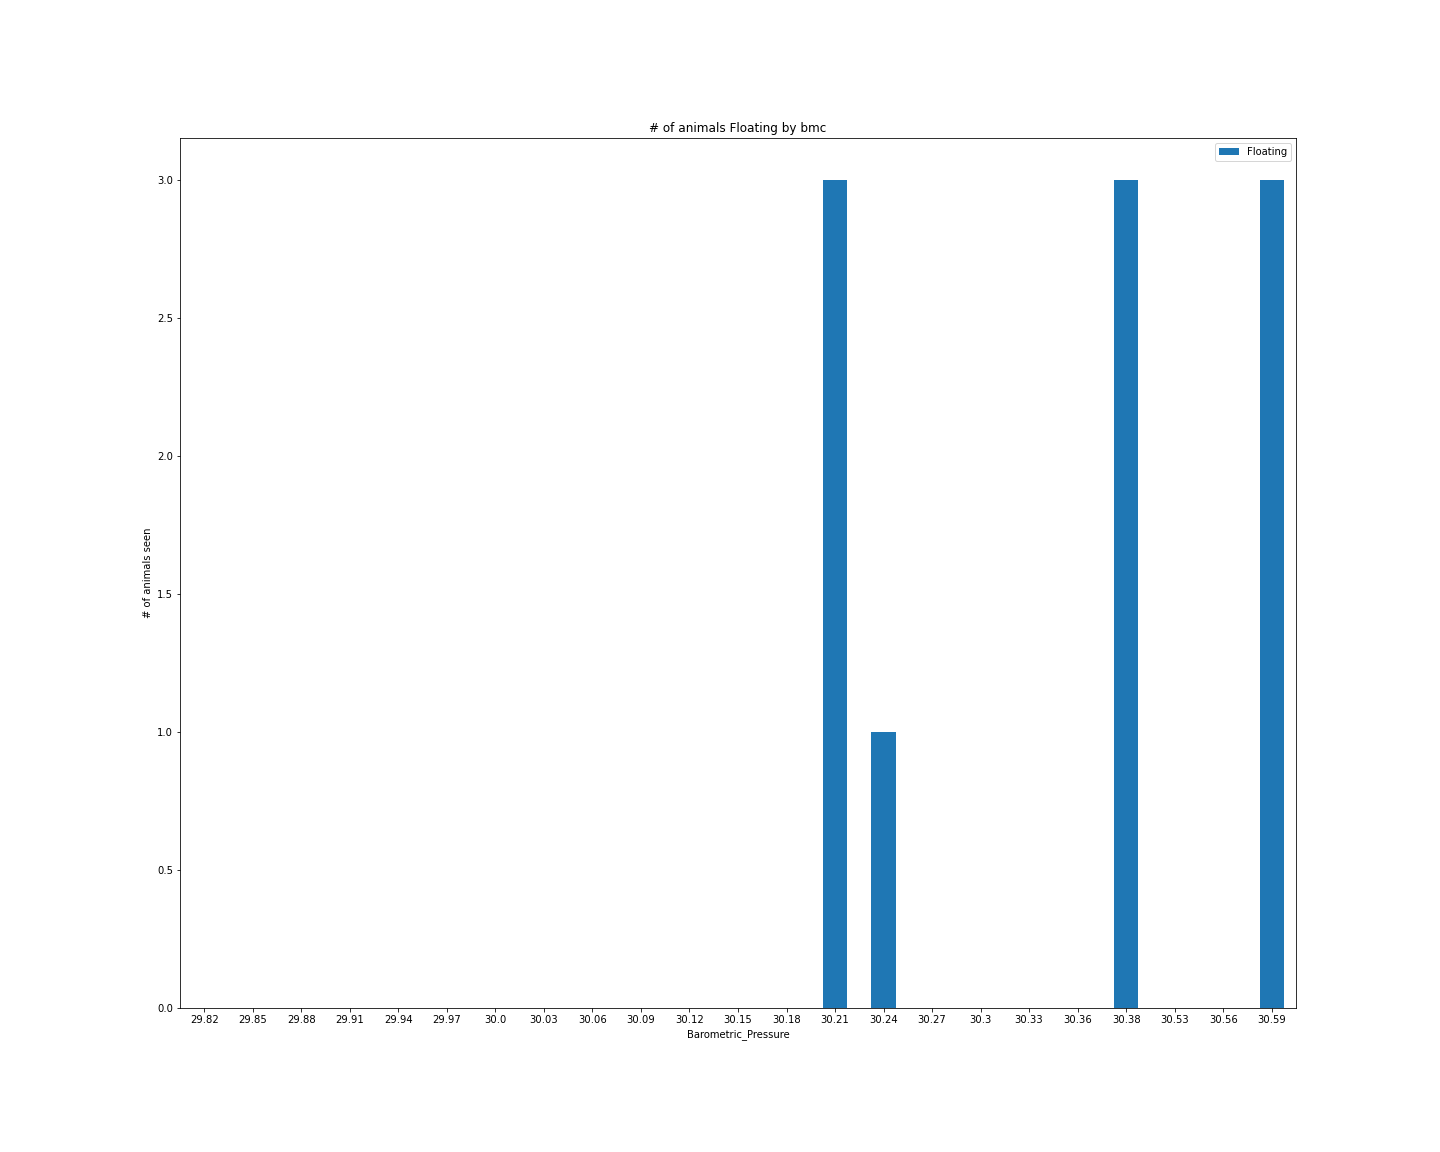 # of animals Floating by bmc
Floating
3.0
2.5
2.0
1.5
1.0
0.5
0.0
# of animals seen
29.82 29.85 29.88 29.91 29.94 29.97 30.0 30.03 30.06 30.09 30.12 30.15 30.18 30.21 30.24 30.27 30.3 30.33 30.36 30.38 30.53 30.56 30.59
Barometric_Pressure